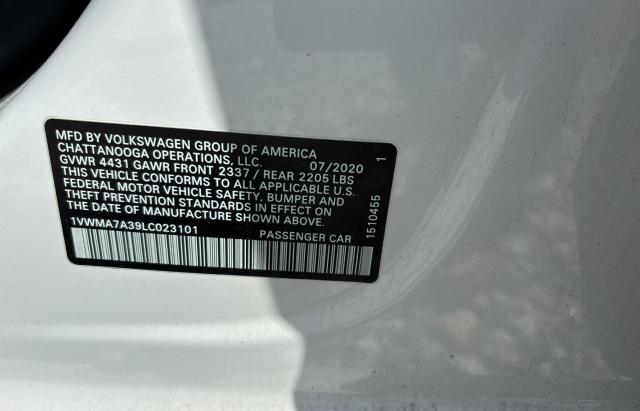 MFD BY VOLKSWAGEN GROUP OF AMERICA
CHATTANOOGA OPERATIONS, LLC. 07/2020 1
GVWR 4431 GAWR FRONT 2337 / REAR 2205 LBS
THIS VEHICLE CONFORMS TO ALL APPLICABLE U.S.
FEDERAL MOTOR VEHICLE SAFETY, BUMPER AND
THEFT PREVENTION STANDARDS IN EFFECT ON
THE DATE OF MANUFACTURE SHOWN ABOVE.
1VWMA7A39LC023101 PASSENGER CAR
1510455